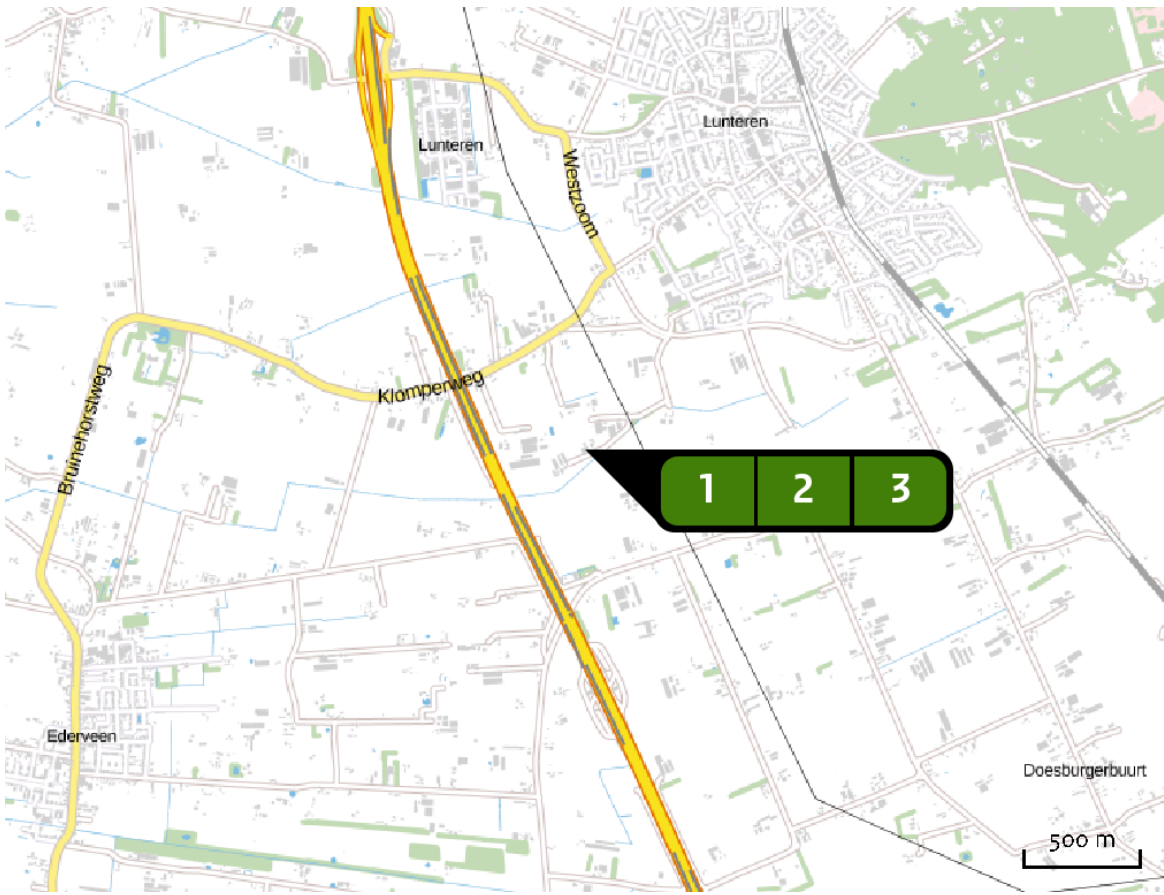 Lunteren
Lunteren
Westzoom
Klomperweg
Bruinehorstweg
1 2 3
Ederveen
Doesburgerbuurt
500 m